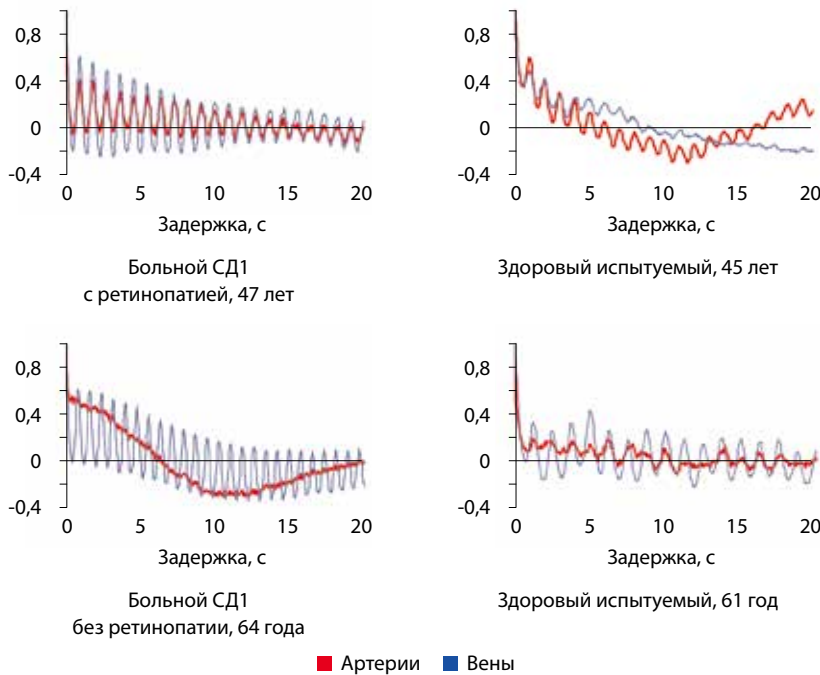 0,8
0,4
0
-0,4
0 5 10 15 20
Задержка, с
Больной СД1
с ретинопатией, 47 лет
0,8
0,4
0
-0,4
0 5 10 15 20
Задержка, с
Здоровый испытуемый, 45 лет
0,8
0,4
0
-0,4
0 5 10 15 20
Задержка, с
Больной СД1
без ретинопатии, 64 года
0,8
0,4
0
-0,4
0 5 10 15 20
Задержка, с
Здоровый испытуемый, 61 год
Артерии Вены